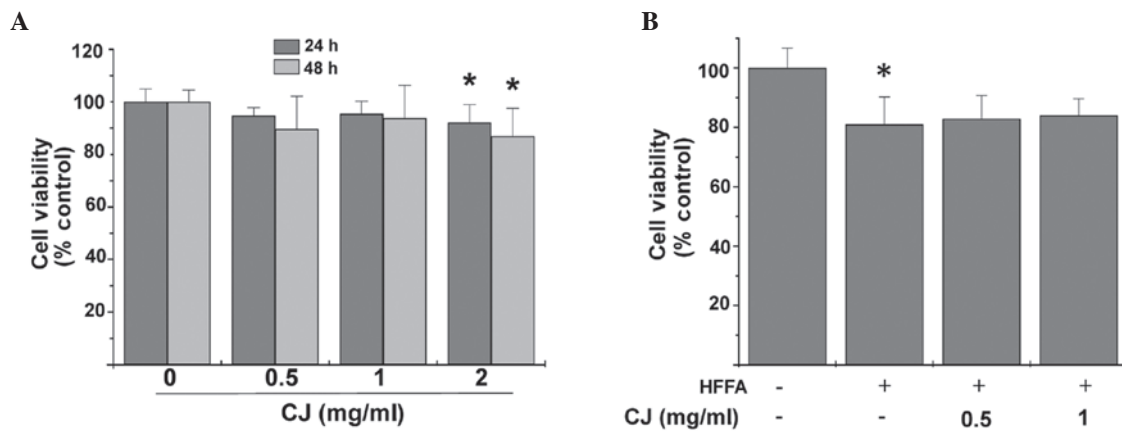 A
24 h
48 h
120
100
80
60
40
20
Cell viability
(% control)
* *
0 0.5 1 2
CJ (mg/ml)
B
100
80
60
40
20
Cell viability
(% control)
*
HFFA - + + +
CJ (mg/ml) - - 0.5 1